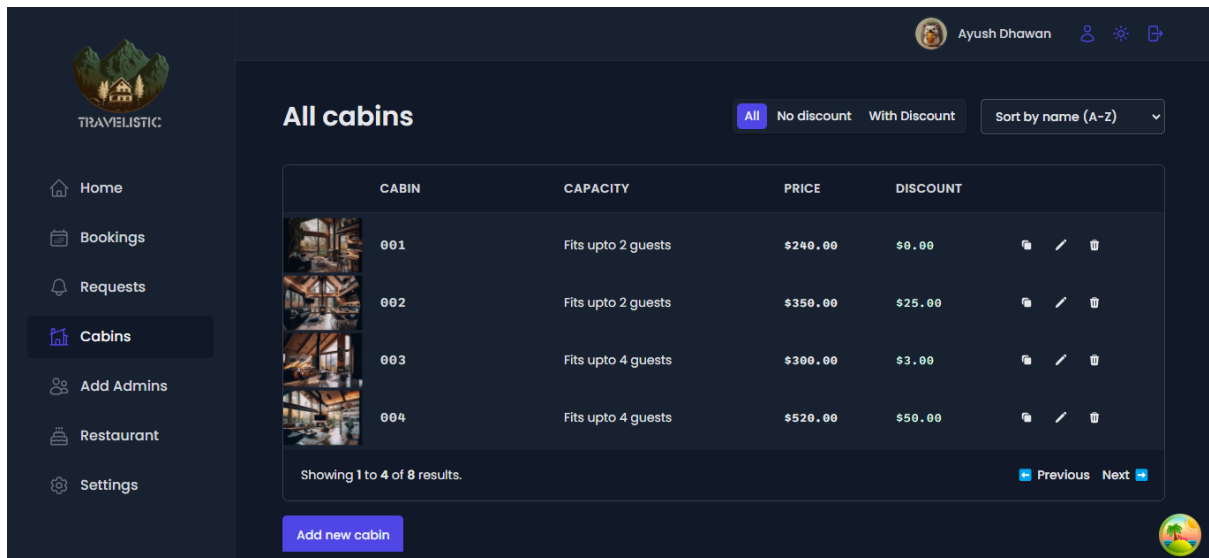 Ayush Dhawan
TRAVELISTIC
Home
Bookings
Requests
Cabins
Add Admins
Restaurant
Settings
All cabins
All No discount With Discount Sort by name (A-Z)
CABIN CAPACITY PRICE DISCOUNT
001 Fits upto 2 guests $240.00 $0.00
002 Fits upto 2 guests $350.00 $25.00
003 Fits upto 4 guests $300.00 $3.00
004 Fits upto 4 guests $520.00 $50.00
Showing 1 to 4 of 8 results. Previous Next
Add new cabin